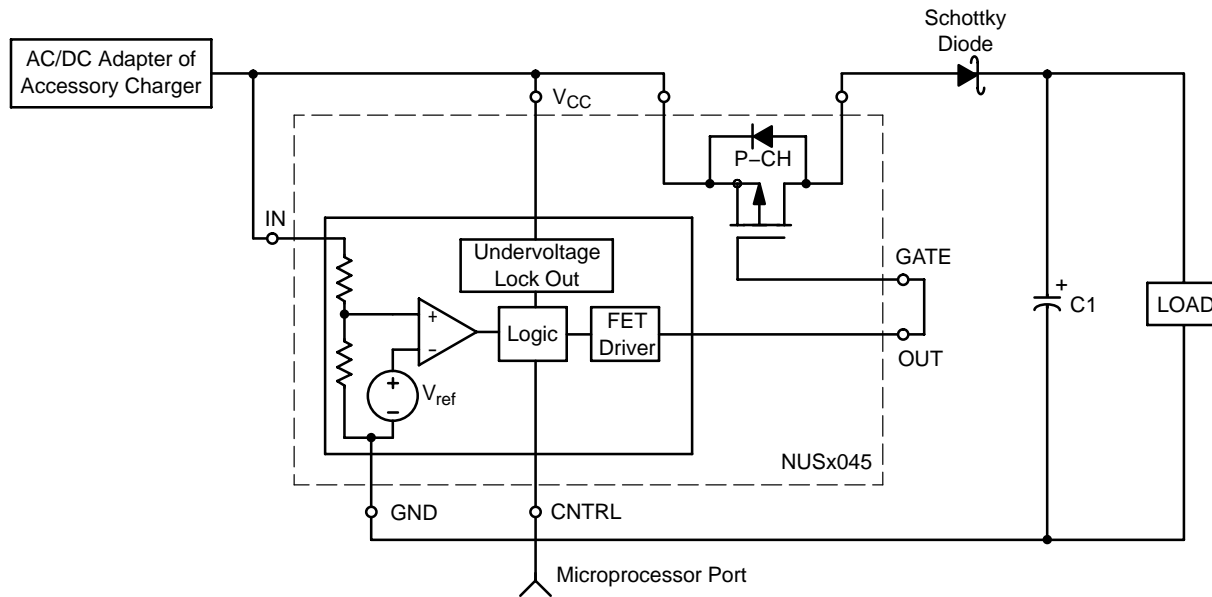 Schottky
Diode
AC/DC Adapter of
Accessory Charger
VCC
P−CH
IN
Undervoltage
Lock Out
GATE
+
C1
LOAD
+
−
Logic
FET
Driver
OUT
+
−
Vref
NUSx045
GND
CNTRL
Microprocessor Port